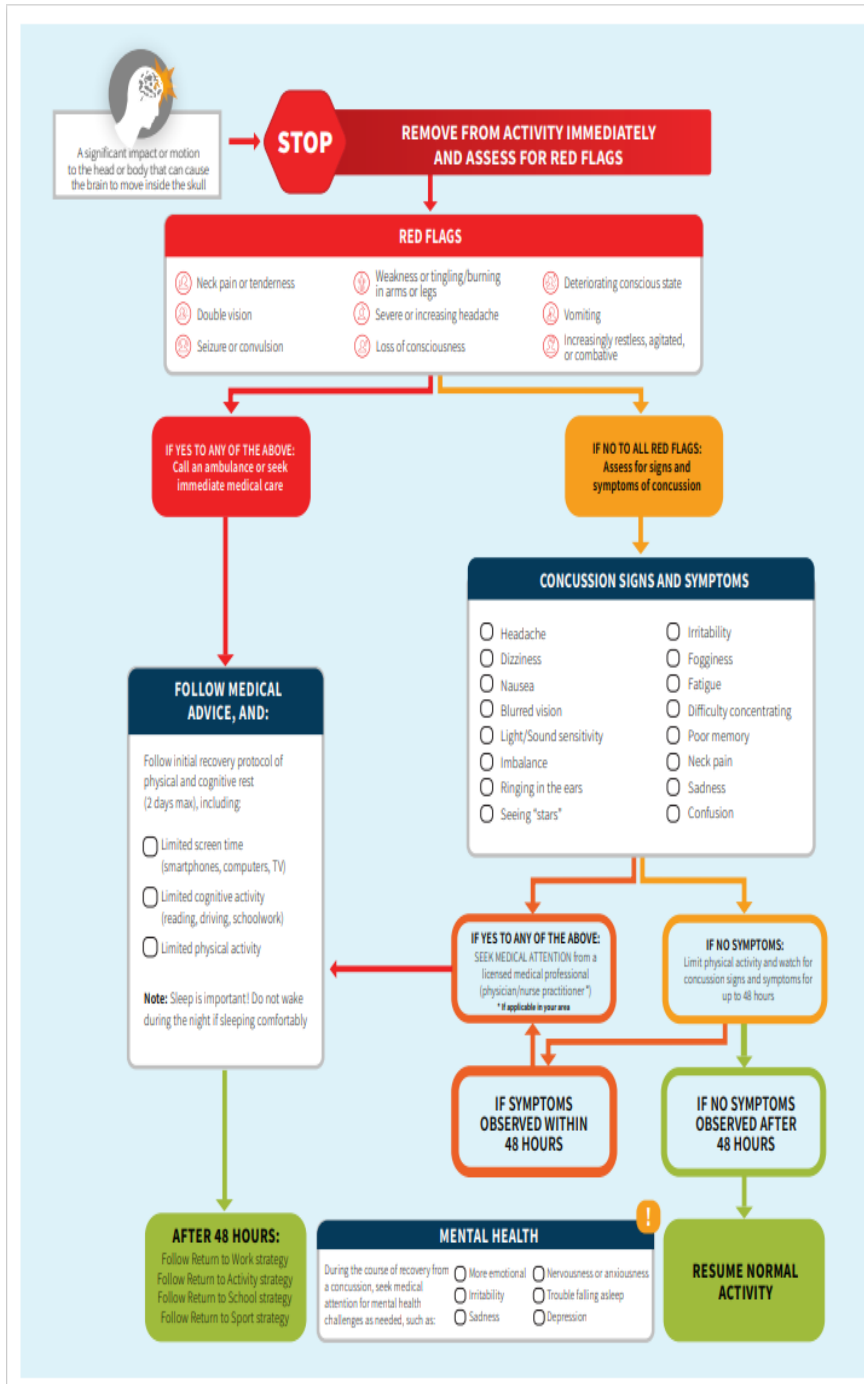 A significant impact or motion
to the head or body that can cause
the brain to move inside the skull
STOP
REMOVE FROM ACTIVITY IMMEDIATELY
AND ASSESS FOR RED FLAGS
RED FLAGS
Neck pain or tenderness
Double vision
Seizure or convulsion
Weakness or tingling/burning
in arms or legs
Severe or increasing headache
Loss of consciousness
Deteriorating conscious state
Vomiting
Increasingly restless, agitated,
or combative
IF YES TO ANY OF THE ABOVE:
Call an ambulance or seek
immediate medical care
IF NO TO ALL RED FLAGS:
Assess for signs and
symptoms of concussion
CONCUSSION SIGNS AND SYMPTOMS
Headache
Dizziness
Nausea
Blurred vision
Light/Sound sensitivity
Imbalance
Ringing in the ears
Seeing “stars”
Irritability
Fogginess
Fatigue
Difficulty concentrating
Poor memory
Neck pain
Sadness
Confusion
FOLLOW MEDICAL
ADVICE, AND:
Follow initial recovery protocol of
physical and cognitive rest
(2 days max), including:
Limited screen time
(smartphones, computers, TV)
Limited cognitive activity
(reading, driving, schoolwork)
Limited physical activity
Note: Sleep is important! Do not wake
during the night if sleeping comfortably
IF YES TO ANY OF THE ABOVE:
SEEK MEDICAL ATTENTION from a
licensed medical professional
(physician/nurse practitioner*)
* If applicable in your area
IF NO SYMPTOMS:
Limit physical activity and watch for
concussion signs and symptoms for
up to 48 hours
IF SYMPTOMS
OBSERVED WITHIN
48 HOURS
IF NO SYMPTOMS
OBSERVED AFTER
48 HOURS
AFTER 48 HOURS:
Follow Return to Work strategy
Follow Return to Activity strategy
Follow Return to School strategy
Follow Return to Sport strategy
!
MENTAL HEALTH
During the course of recovery from
a concussion, seek medical
attention for mental health
challenges as needed, such as:
More emotional
Irritability
Sadness
Nervousness or anxiousness
Trouble falling asleep
Depression
RESUME NORMAL
ACTIVITY